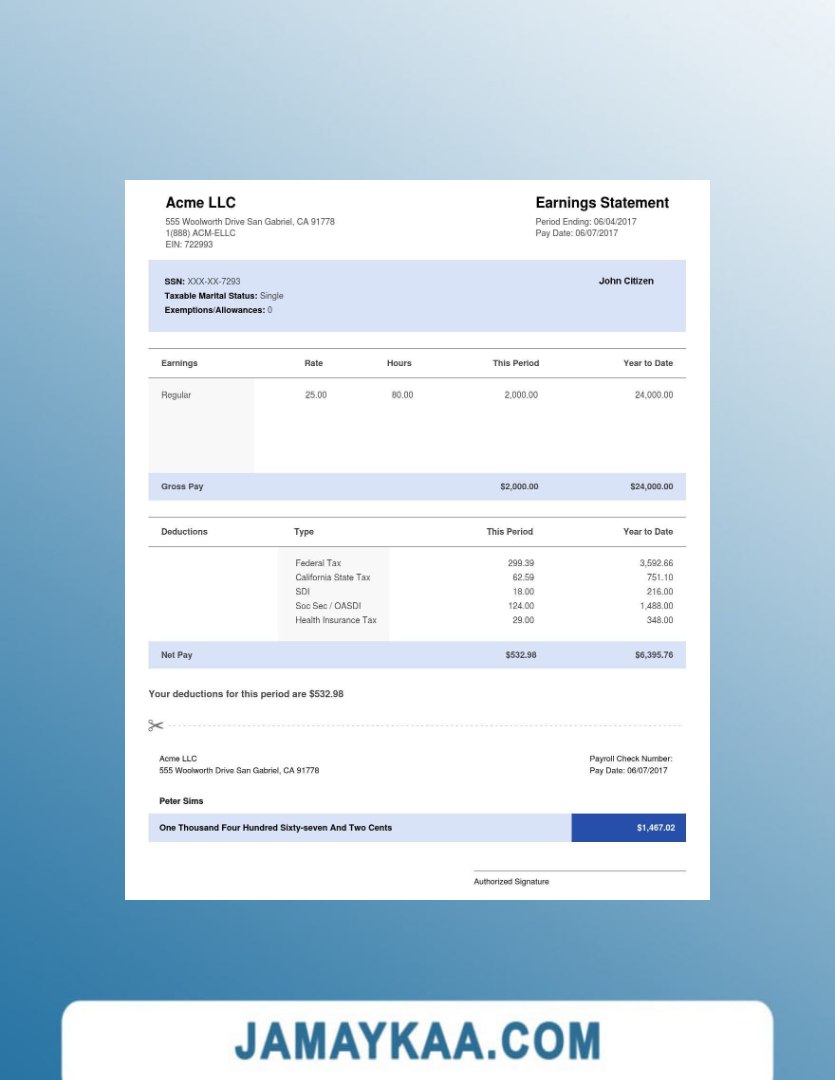 Acme LLC
555 Woolworth Drive San Gabriel, CA 91778
1(888) ACM-ELLC
EIN: 722993
Earnings Statement
Period Ending: 06/04/2017
Pay Date: 06/07/2017
SSN: XXX-XX-7293
Taxable Marital Status: Single
Exemptions/Allowances: 0
John Citizen
Earnings Rate Hours This Period Year to Date
Regular 25.00 80.00 2,000.00 24,000.00
Gross Pay $2,000.00 $24,000.00
Deductions Type This Period Year to Date
Federal Tax 299.39 3,592.66
California State Tax 62.59 751.10
SDI 18.00 216.00
Soc Sec / OASDI 124.00 1,488.00
Health Insurance Tax 29.00 348.00
Net Pay $532.98 $6,395.76
Your deductions for this period are $532.98
Acme LLC
555 Woolworth Drive San Gabriel, CA 91778
Payroll Check Number:
Pay Date: 06/07/2017
Peter Sims
One Thousand Four Hundred Sixty-seven And Two Cents $1,467.02
Authorized Signature
JAMAYKAA.COM